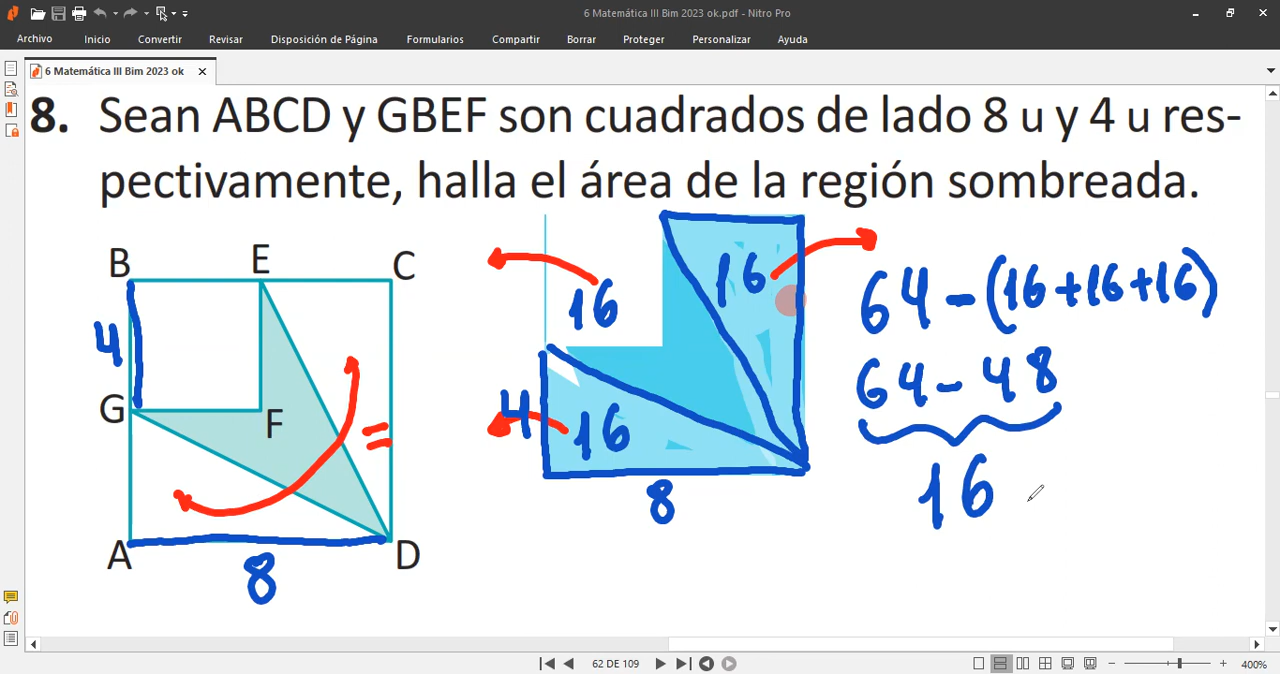 6 Matemática III Bim 2023 ok.pdf - Nitro Pro
Archivo Inicio Convertir Revisar Disposición de Página Formularios Compartir Borrar Proteger Personalizar Ayuda
6 Matemática III Bim 2023 ok
8. Sean ABCD y GBEF son cuadrados de lado 8 u y 4 u res-
pectivamente, halla el área de la región sombreada.
B E C
4
G F
A D
8
16
16
4
16
8
64 - (16 + 16 + 16)
64 - 48
16
62 DE 109
400%